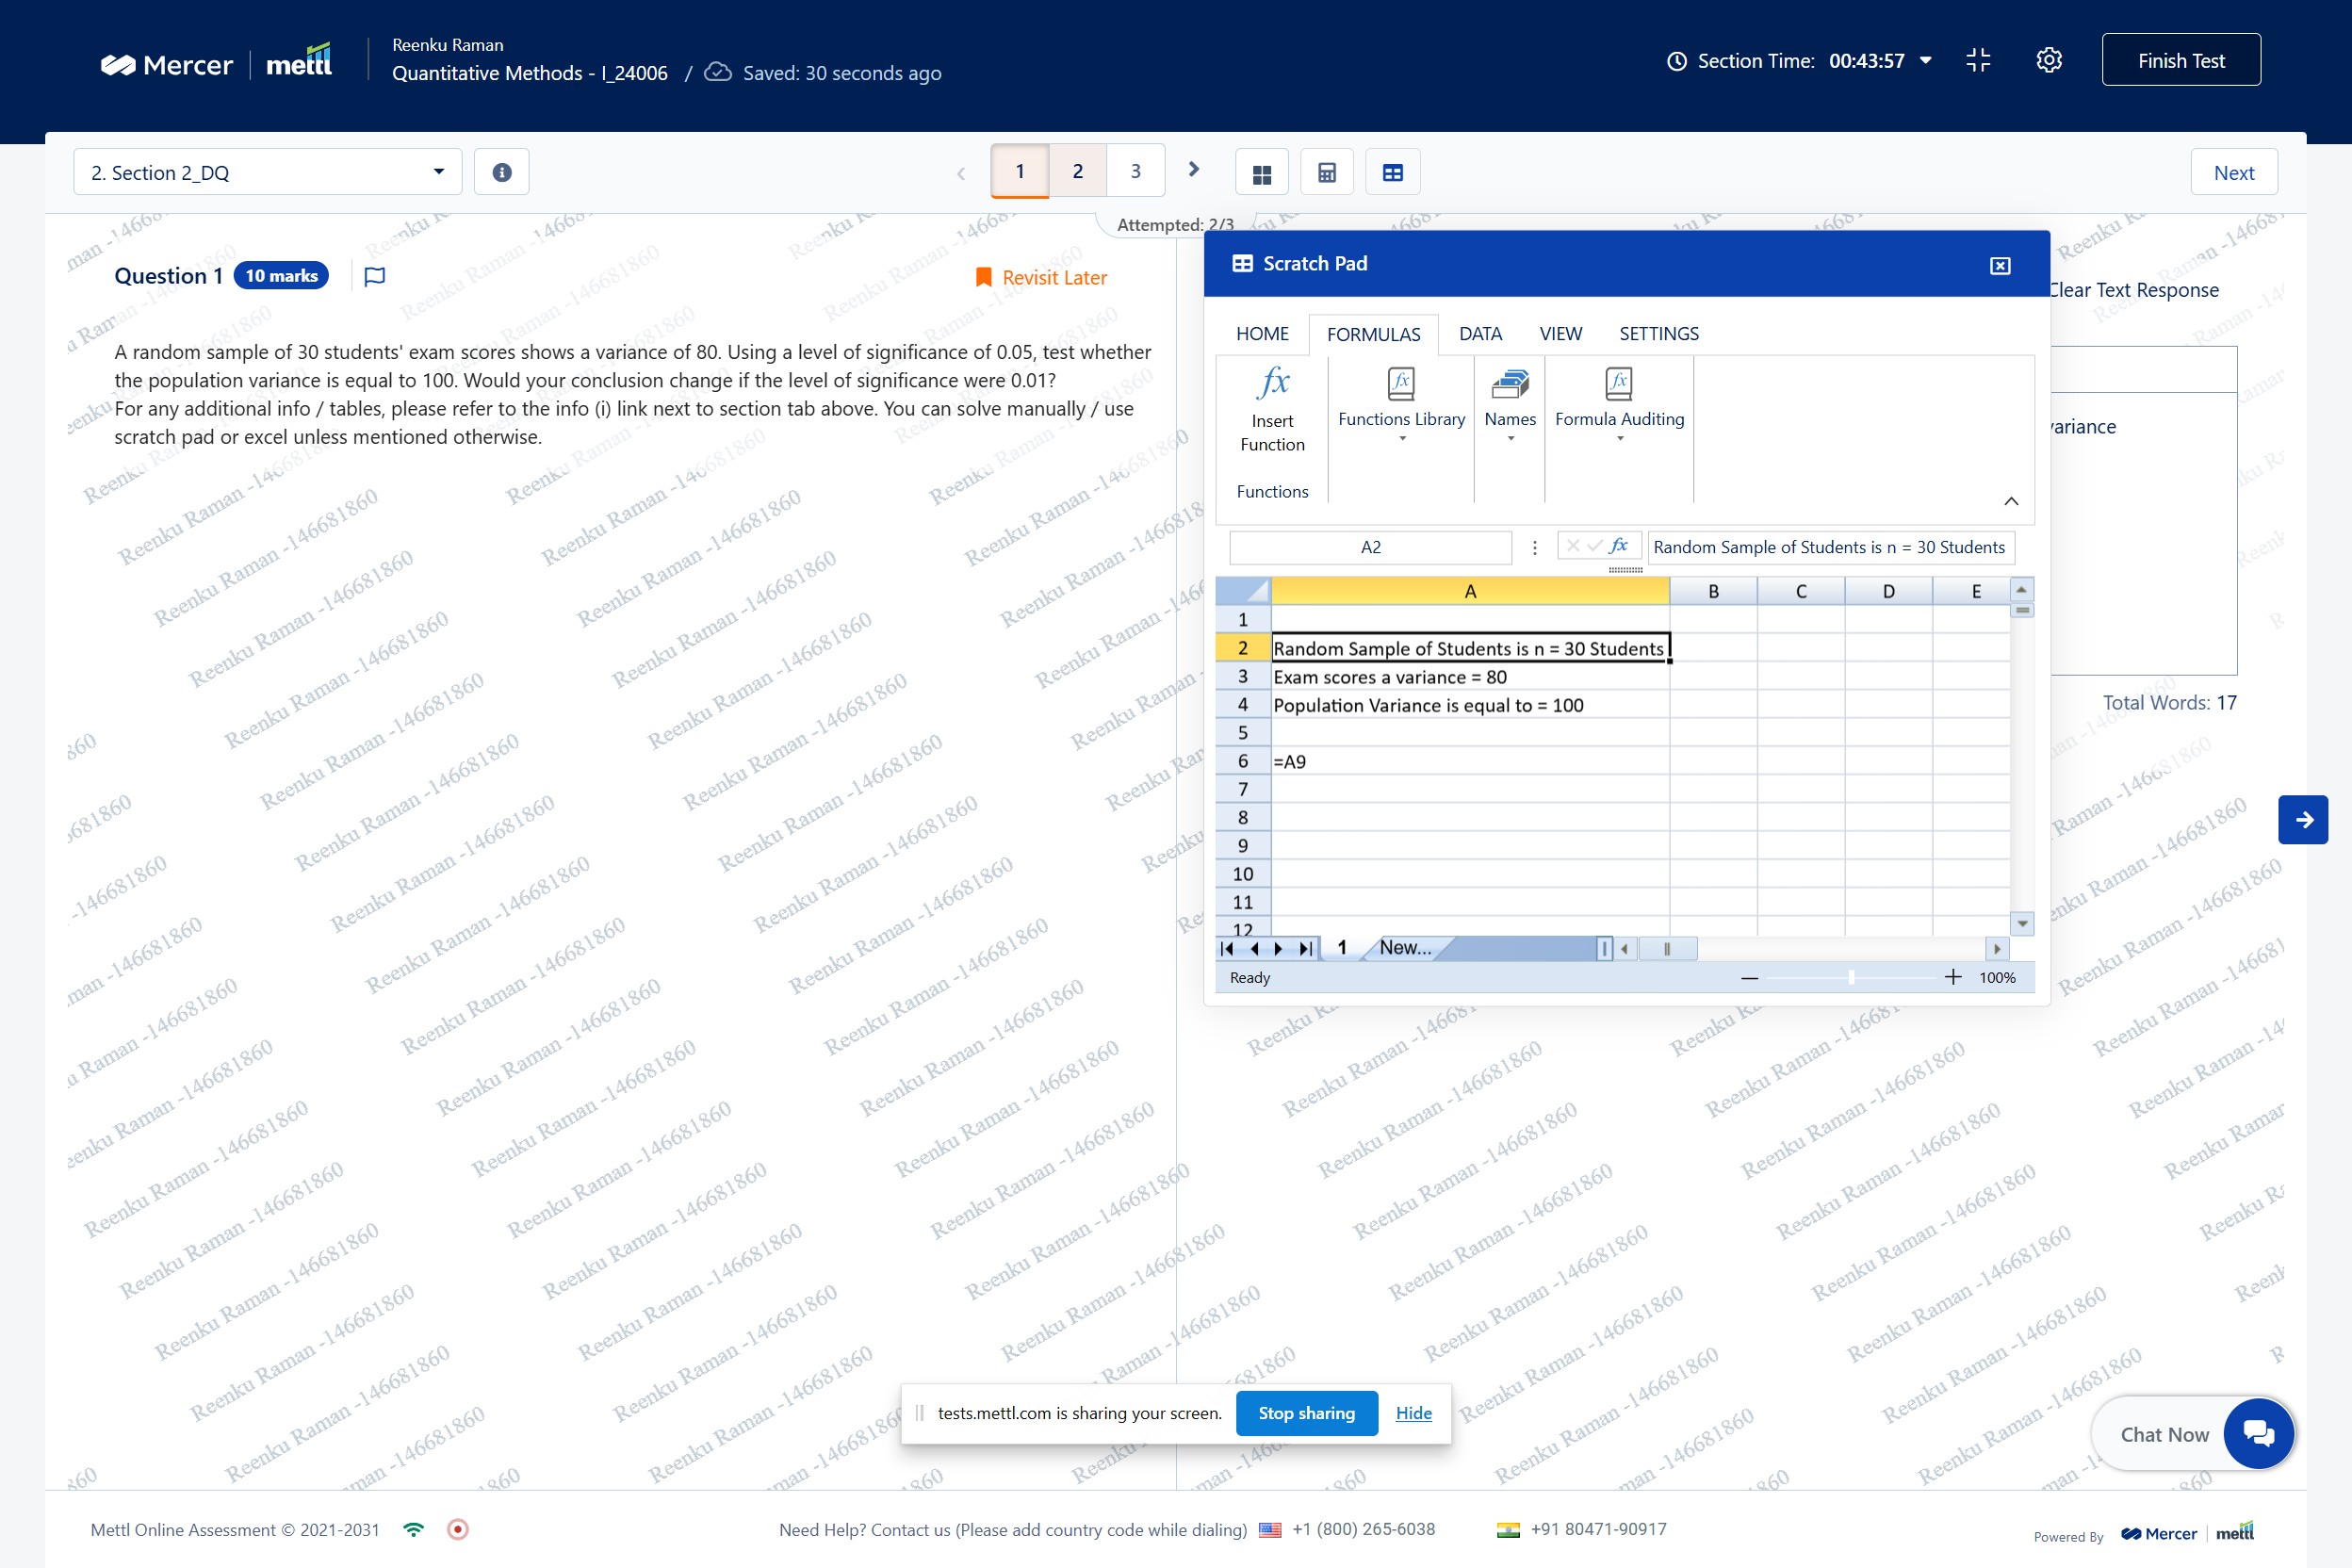 Mercer | mettl
Reenku Raman
Quantitative Methods - I_24006 / Saved: 30 seconds ago
Section Time: 00:43:57
Finish Test
2. Section 2_DQ
1 2 3
Next
Attempted: 2/3
Question 1 10 marks
Revisit Later
A random sample of 30 students' exam scores shows a variance of 80. Using a level of significance of 0.05, test whether
the population variance is equal to 100. Would your conclusion change if the level of significance were 0.01?
For any additional info / tables, please refer to the info (i) link next to section tab above. You can solve manually / use
scratch pad or excel unless mentioned otherwise.
Scratch Pad
HOME FORMULAS DATA VIEW SETTINGS
Insert
Function
Functions Library
Names
Formula Auditing
Functions
A2
fx
Random Sample of Students is n = 30 Students
A B C D E
1
2 Random Sample of Students is n = 30 Students
3 Exam scores a variance = 80
4 Population Variance is equal to = 100
5
6 =A9
7
8
9
10
11
12
1 New...
Ready
100%
Clear Text Response
variance
Total Words: 17
Reenku Raman -146681860
tests.mettl.com is sharing your screen.
Stop sharing
Hide
Chat Now
Mettl Online Assessment © 2021-2031
Need Help? Contact us (Please add country code while dialing) +1 (800) 265-6038 +91 80471-90917
Powered By Mercer | mettl